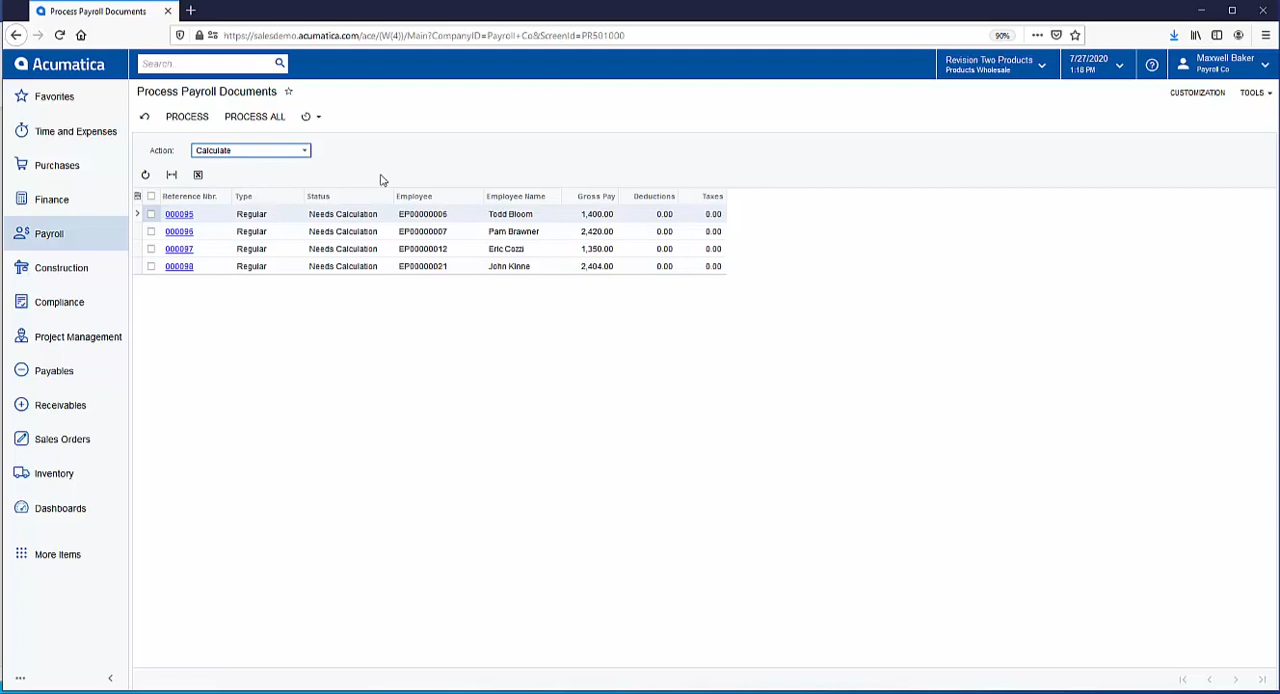 Process Payroll Documents
https://salesdemo.acumatica.com/ace/(W(4))/Main?CompanyID=Payroll+Co&ScreenId=PR501000
90%
Acumatica
Search...
Revision Two Products
Products Wholesale
7/27/2020
1:18 PM
Maxwell Baker
Payroll Co
Favorites
Time and Expenses
Purchases
Finance
Payroll
Construction
Compliance
Project Management
Payables
Receivables
Sales Orders
Inventory
Dashboards
More Items
Process Payroll Documents
CUSTOMIZATION TOOLS
PROCESS PROCESS ALL
Action: Calculate
Reference Nbr. Type Status Employee Employee Name Gross Pay Deductions Taxes
000095 Regular Needs Calculation EP00000006 Todd Bloom 1,400.00 0.00 0.00
000096 Regular Needs Calculation EP00000007 Pam Brawner 2,420.00 0.00 0.00
000097 Regular Needs Calculation EP00000012 Eric Cozzi 1,350.00 0.00 0.00
000098 Regular Needs Calculation EP00000021 John Kinne 2,404.00 0.00 0.00